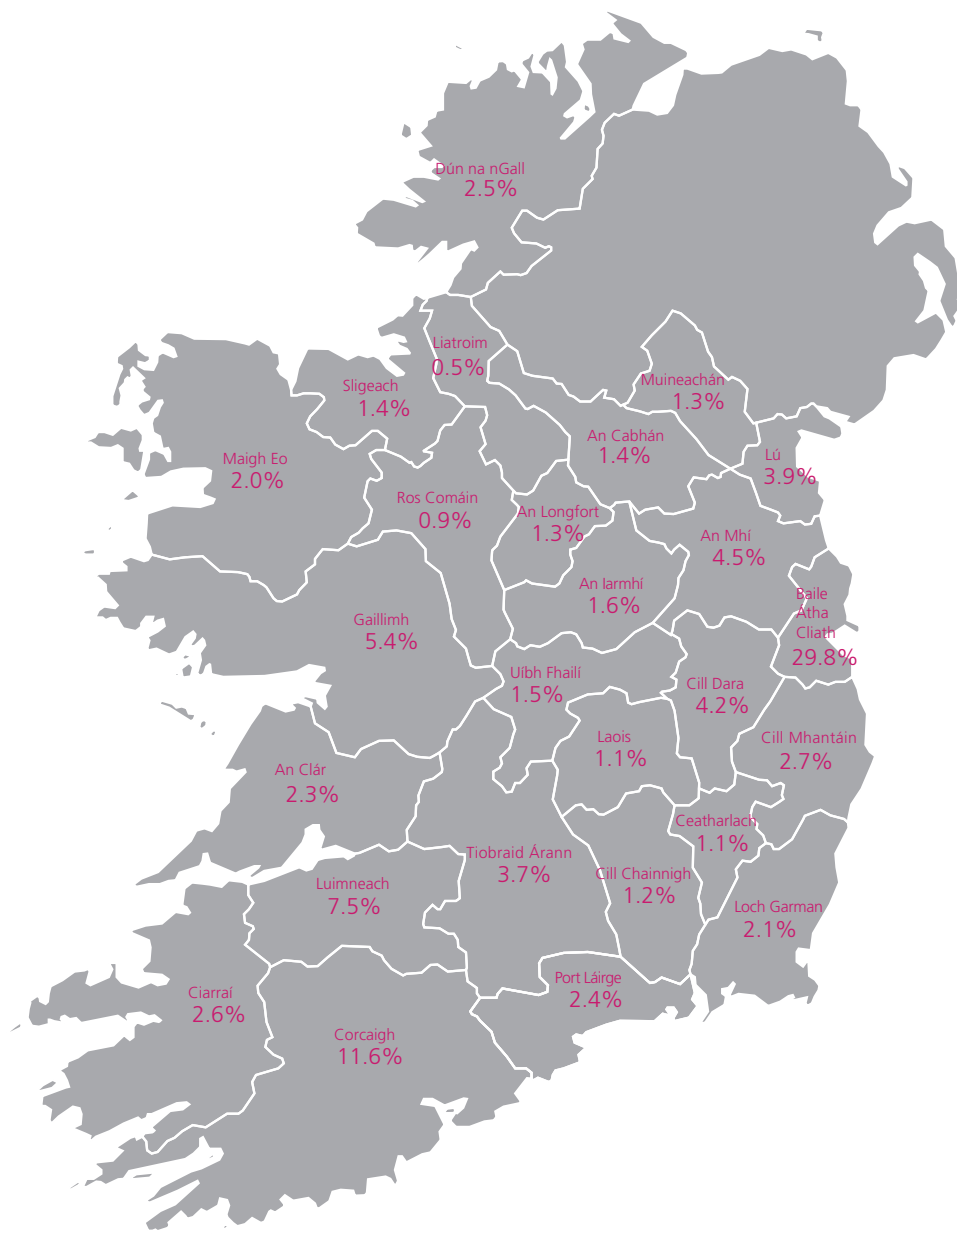 Dún na nGall
2.5%
Liatroim
0.5%
Sligeach
1.4%
Muineachán
1.3%
An Cabhán
1.4%
Lú
3.9%
Maigh Eo
2.0%
Ros Comáin
0.9%
An Longfort
1.3%
An Mhí
4.5%
An Iarmhí
1.6%
Baile
Átha
Cliath
29.8%
Gaillimh
5.4%
Uíbh Fhailí
1.5%
Cill Dara
4.2%
Laois
1.1%
Cill Mhantáin
2.7%
An Clár
2.3%
Ceatharlach
1.1%
Tiobraid Árann
3.7%
Cill Chainnigh
1.2%
Luimneach
7.5%
Loch Garman
2.1%
Port Láirge
2.4%
Ciarraí
2.6%
Corcaigh
11.6%